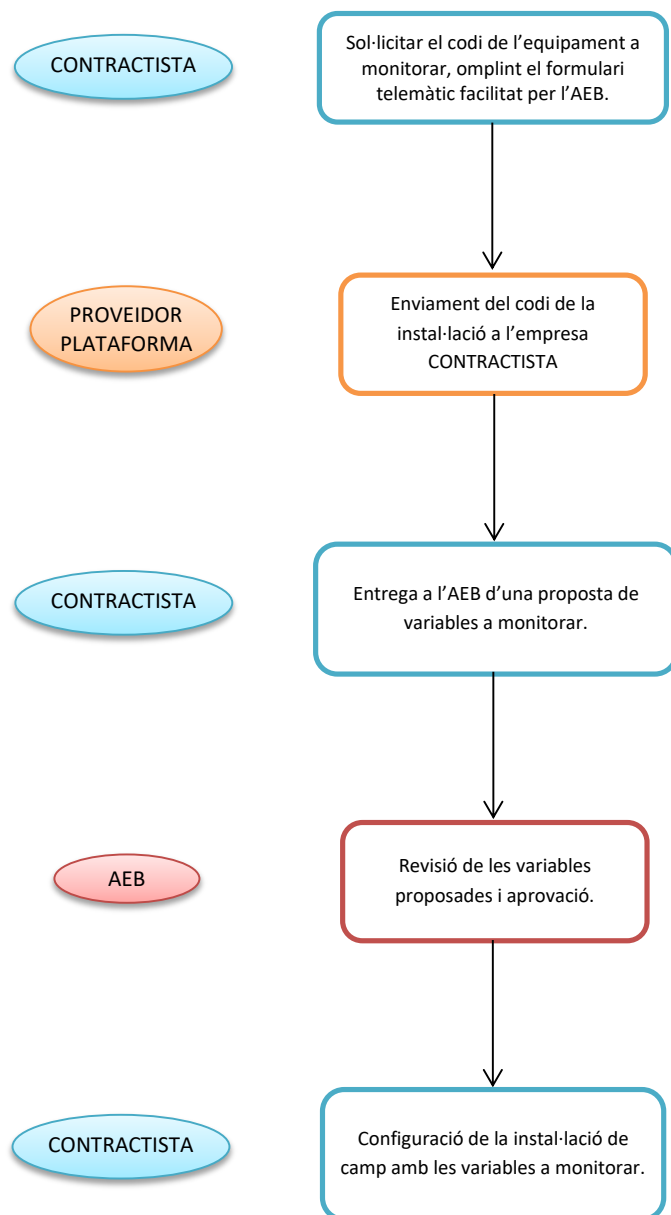 CONTRACTISTA
Sol·licitar el codi de l’equipament a
monitorar, omplint el formulari
telemàtic facilitat per l’AEB.
PROVEIDOR
PLATAFORMA
Enviament del codi de la
instal·lació a l’empresa
CONTRACTISTA
CONTRACTISTA
Entrega a l’AEB d’una proposta de
variables a monitorar.
AEB
Revisió de les variables
proposades i aprovació.
CONTRACTISTA
Configuració de la instal·lació de
camp amb les variables a monitorar.